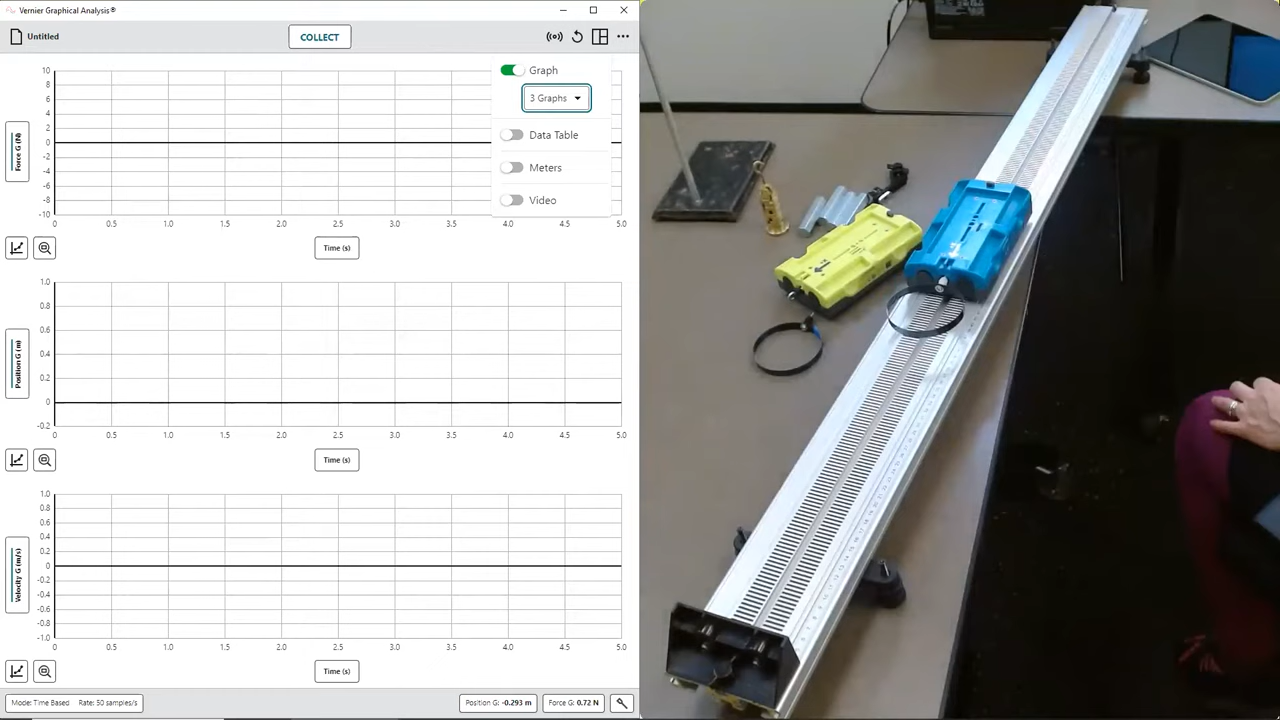 Vernier Graphical Analysis®
Untitled
COLLECT
Graph
3 Graphs
Data Table
Meters
Video
Force G (N)
10
8
6
4
2
0
-2
-4
-6
-8
-10
0 0.5 1.0 1.5 2.0 2.5 3.0 3.5 4.0 4.5 5.0
Time (s)
Position G (m)
1.0
0.8
0.6
0.4
0.2
0
-0.2
0 0.5 1.0 1.5 2.0 2.5 3.0 3.5 4.0 4.5 5.0
Time (s)
Velocity G (m/s)
1.0
0.8
0.6
0.4
0.2
0
-0.2
-0.4
-0.6
-0.8
-1.0
0 0.5 1.0 1.5 2.0 2.5 3.0 3.5 4.0 4.5 5.0
Time (s)
Mode: Time Based Rate: 50 samples/s
Position G: -0.293 m
Force G: 0.72 N